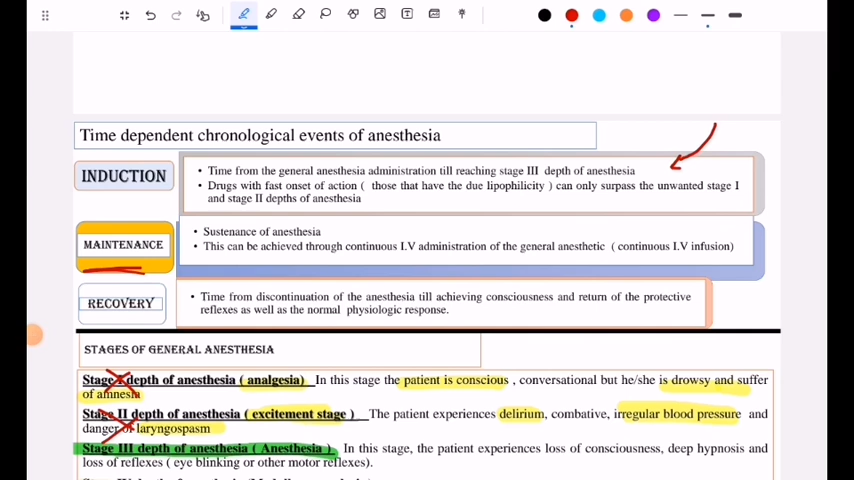 Time dependent chronological events of anesthesia
INDUCTION
• Time from the general anesthesia administration till reaching stage III depth of anesthesia
• Drugs with fast onset of action ( those that have the due lipophilicity ) can only surpass the unwanted stage I
and stage II depths of anesthesia
MAINTENANCE
• Sustenance of anesthesia
• This can be achieved through continuous I.V administration of the general anesthetic ( continuous I.V infusion)
RECOVERY
• Time from discontinuation of the anesthesia till achieving consciousness and return of the protective
reflexes as well as the normal physiologic response.
STAGES OF GENERAL ANESTHESIA
Stage I depth of anesthesia ( analgesia) In this stage the patient is conscious , conversational but he/she is drowsy and suffer
of amnesia
Stage II depth of anesthesia ( excitement stage ) The patient experiences delirium, combative, irregular blood pressure and
danger of laryngospasm
Stage III depth of anesthesia ( Anesthesia ) In this stage, the patient experiences loss of consciousness, deep hypnosis and
loss of reflexes ( eye blinking or other motor reflexes).